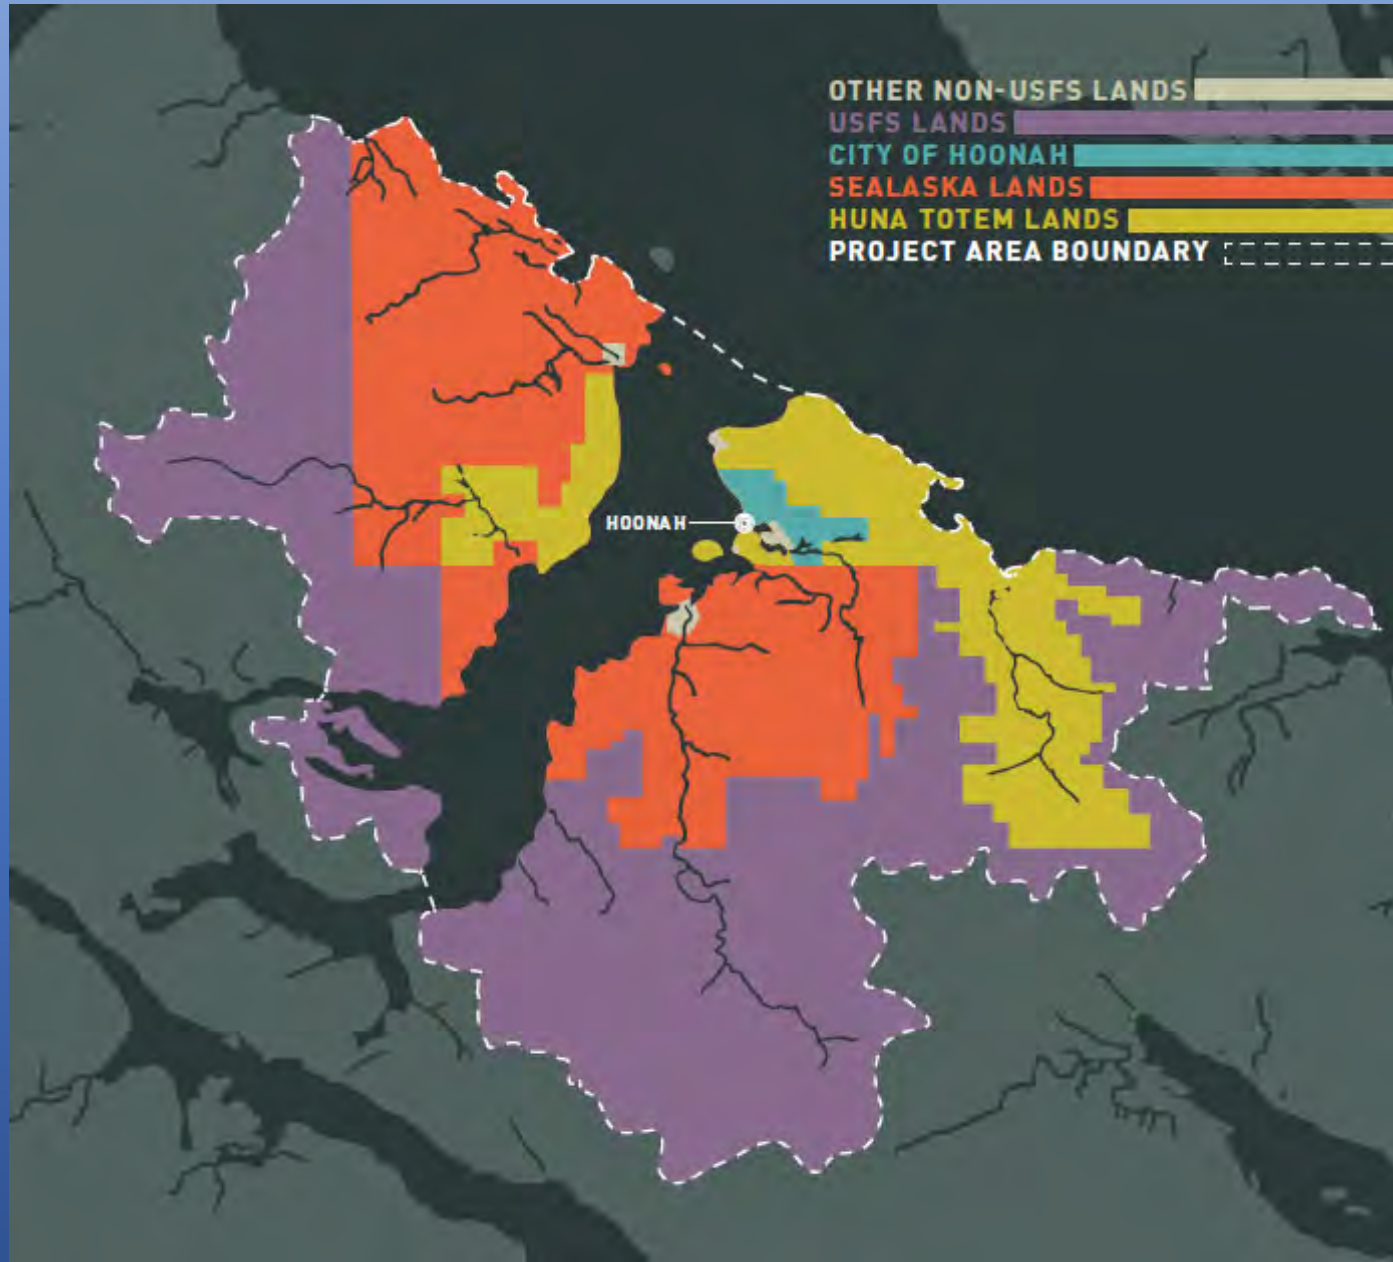 OTHER NON-USFS LANDS
USFS LANDS
CITY OF HOONAH
SEALASKA LANDS
HUNA TOTEM LANDS
PROJECT AREA BOUNDARY
HOONAH